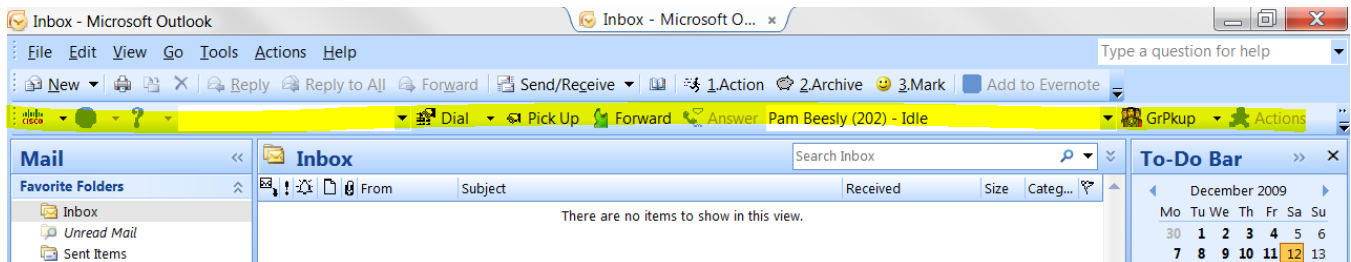 Inbox - Microsoft Outlook
Inbox - Microsoft O... ×
File Edit View Go Tools Actions Help
Type a question for help
New Reply Reply to All Forward Send/Receive 1.Action 2.Archive 3.Mark Add to Evernote
cisco ? Dial Pick Up Forward Answer Pam Beesly (202) - Idle GrPkup Actions
Mail « Inbox Search Inbox To-Do Bar » ×
Favorite Folders
! From Subject Received Size Categ...
December 2009
Inbox
There are no items to show in this view.
Mo Tu We Th Fr Sa Su
Unread Mail
30 1 2 3 4 5 6
Sent Items
7 8 9 10 11 12 13